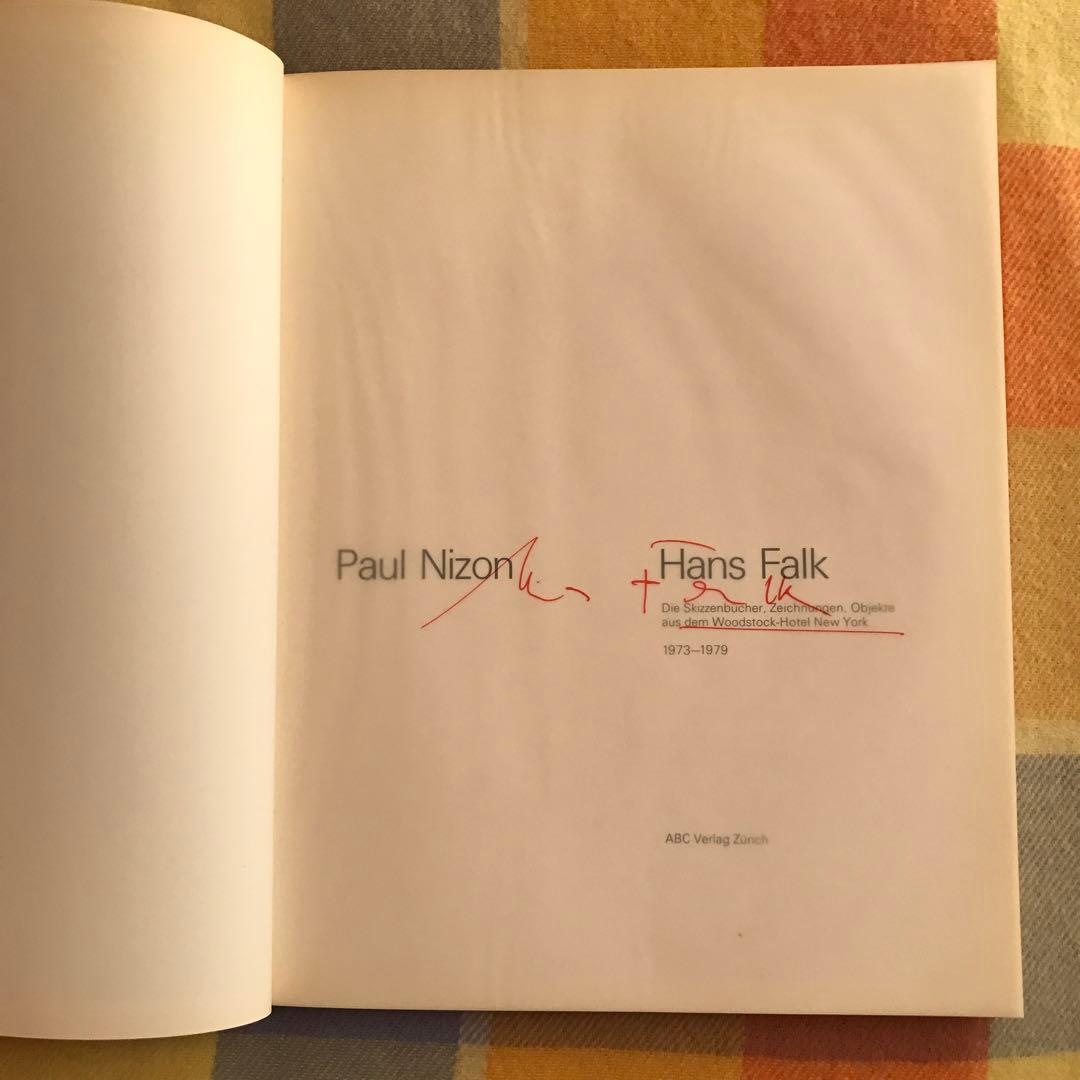 Paul Nizon
Hans Falk
Die Skizzenbücher, Zeichnungen, Objekte
aus dem Woodstock-Hotel New York
1973—1979
ABC Verlag Zürich